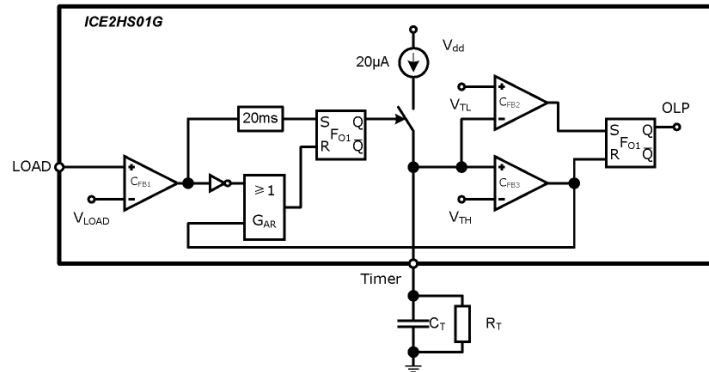 ICE2HS01G
Vdd
20µA
VTL
+
CFB2
−
OLP
20ms
S Q
FO1
R Q̅
S Q
FO1
R Q̅
LOAD
+
CFB1
−
VLOAD
≥1
GAR
+
CFB3
−
VTH
Timer
CT
RT